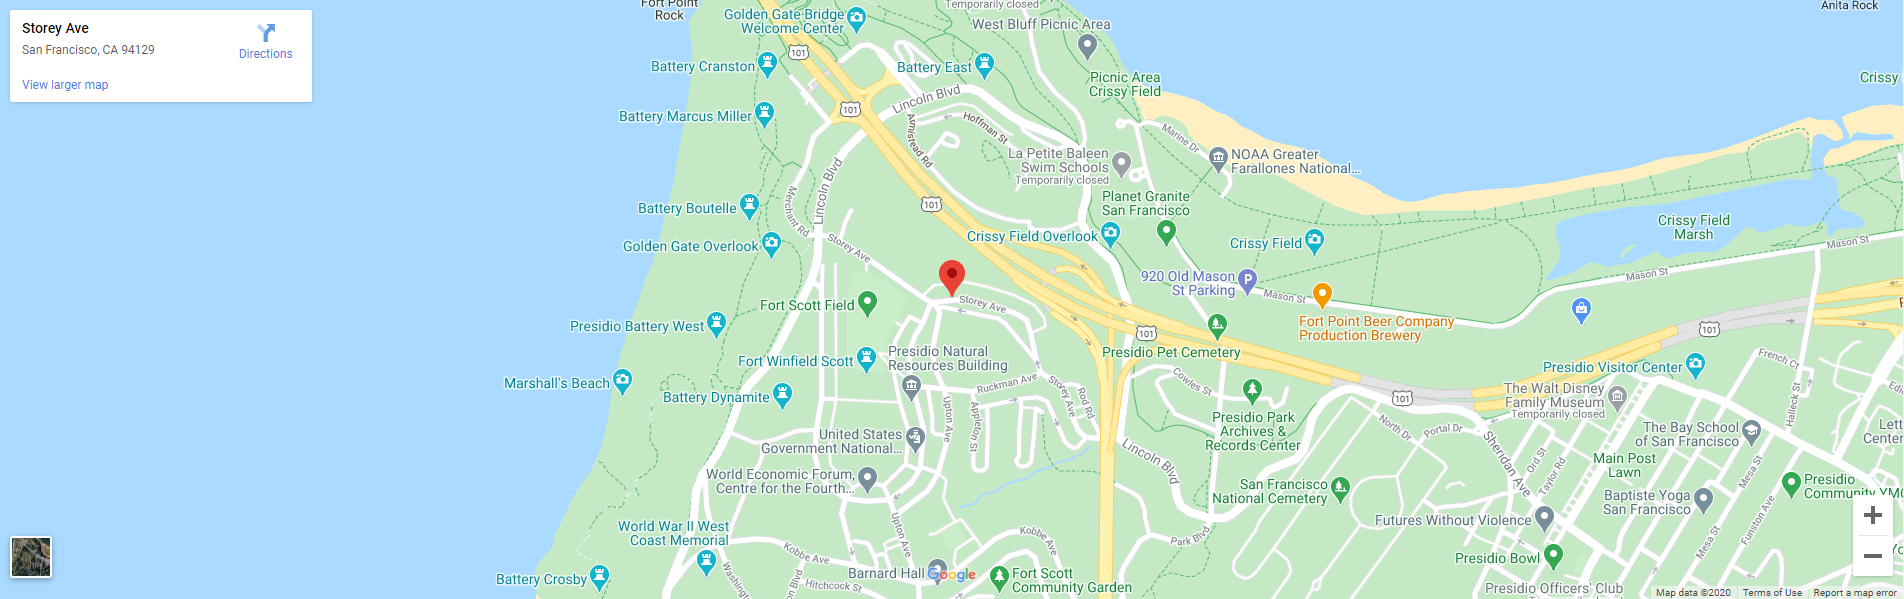 Storey Ave
San Francisco, CA 94129
Directions
View larger map
Fort Point
Rock
Golden Gate Bridge
Welcome Center
Temporarily closed
West Bluff Picnic Area
Anita Rock
101
Battery Cranston
Battery East
Picnic Area
Crissy Field
Crissy
Battery Marcus Miller
101
Lincoln Blvd
Hoffman St
Armistead Rd
Marine Dr
La Petite Baleen
Swim Schools
Temporarily closed
NOAA Greater
Farallones National...
Lincoln Blvd
Merchant Rd
Battery Boutelle
101
Planet Granite
San Francisco
Crissy Field
Marsh
Golden Gate Overlook
Storey Ave
Crissy Field Overlook
Crissy Field
Mason St
920 Old Mason
St Parking
P
Mason St
Mason St
Fort Scott Field
Storey Ave
Presidio Battery West
Fort Point Beer Company
Production Brewery
101
101
Fort Winfield Scott
Presidio Natural
Resources Building
Presidio Pet Cemetery
French Ct
Presidio Visitor Center
Marshall's Beach
Battery Dynamite
Ruckman Ave
Storey Ave
Rod Rd
Cowles St
101
The Walt Disney
Family Museum
Temporarily closed
Halleck St
Upton Ave
Appleton St
Presidio Park
Archives &
Records Center
North Dr
Portal Dr
Sheridan Ave
The Bay School
of San Francisco
Lett
Center
United States
Government National...
Lincoln Blvd
Ord St
Taylor Rd
Main Post
Lawn
Mesa St
World Economic Forum,
Centre for the Fourth...
San Francisco
National Cemetery
Baptiste Yoga
San Francisco
Presidio
Community YMC
World War II West
Coast Memorial
Upton Ave
Kobbe Ave
Kobbe Ave
Park Blvd
Futures Without Violence
Mesa St
Funston Ave
Presidio Bowl
Battery Crosby
Hitchcock St
Barnard Hall
Google
Fort Scott
Community Garden
Presidio Officers' Club
+
−
Map data ©2020
Terms of Use
Report a map error